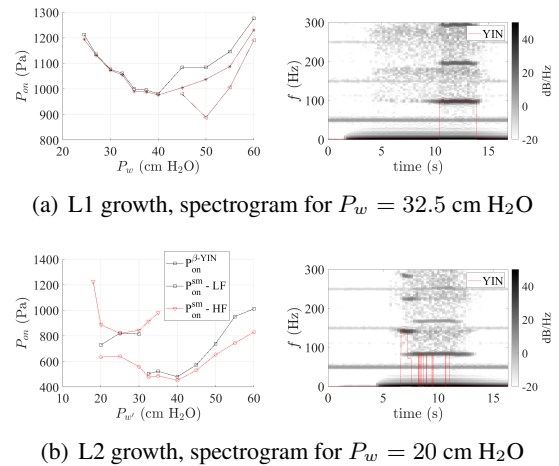 1300
1200
1100
1000
900
800
P_on (Pa)
20 30 40 50 60
P_w (cm H₂O)
300
200
100
0
f (Hz)
0 5 10 15
time (s)
YIN
40
20
0
-20
dB/Hz
(a) L1 growth, spectrogram for P_w = 32.5 cm H₂O
1400
1200
1000
800
600
400
P_on (Pa)
10 20 30 40 50 60
P_w' (cm H₂O)
P_on^β-YIN
P_on^sm - LF
P_on^sm - HF
300
200
100
0
f (Hz)
0 5 10 15
time (s)
YIN
40
20
0
-20
dB/Hz
(b) L2 growth, spectrogram for P_w = 20 cm H₂O